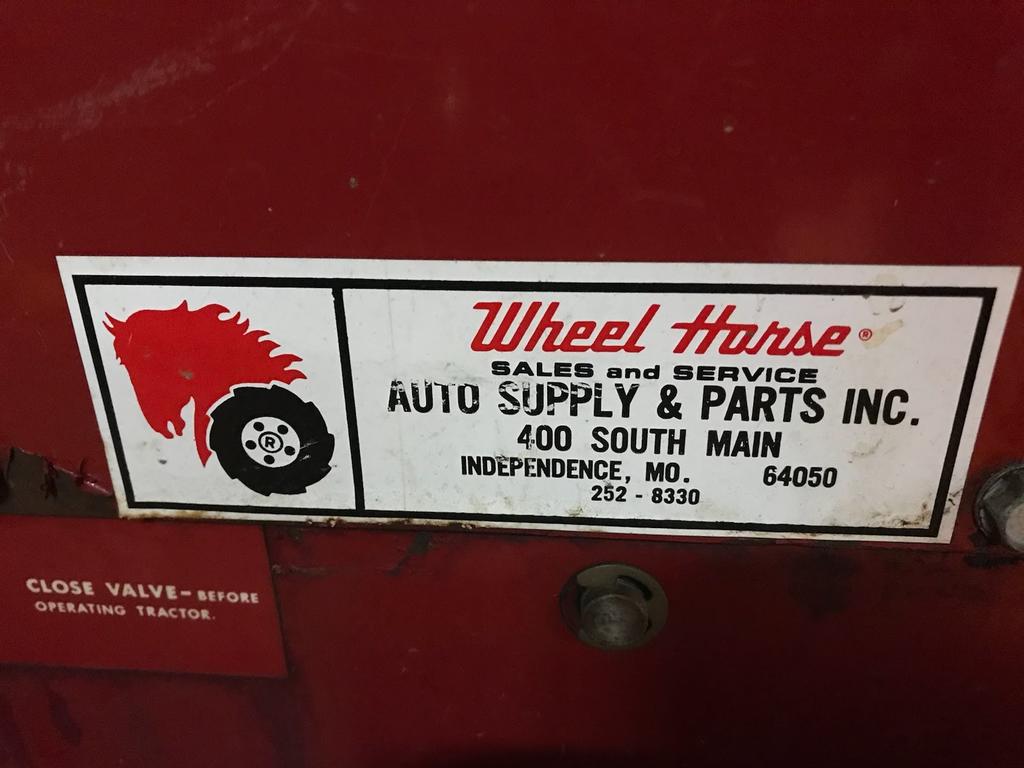 Wheel Horse®
SALES and SERVICE
AUTO SUPPLY & PARTS INC.
400 SOUTH MAIN
INDEPENDENCE, MO. 64050
252 - 8330
®
CLOSE VALVE- BEFORE
OPERATING TRACTOR.